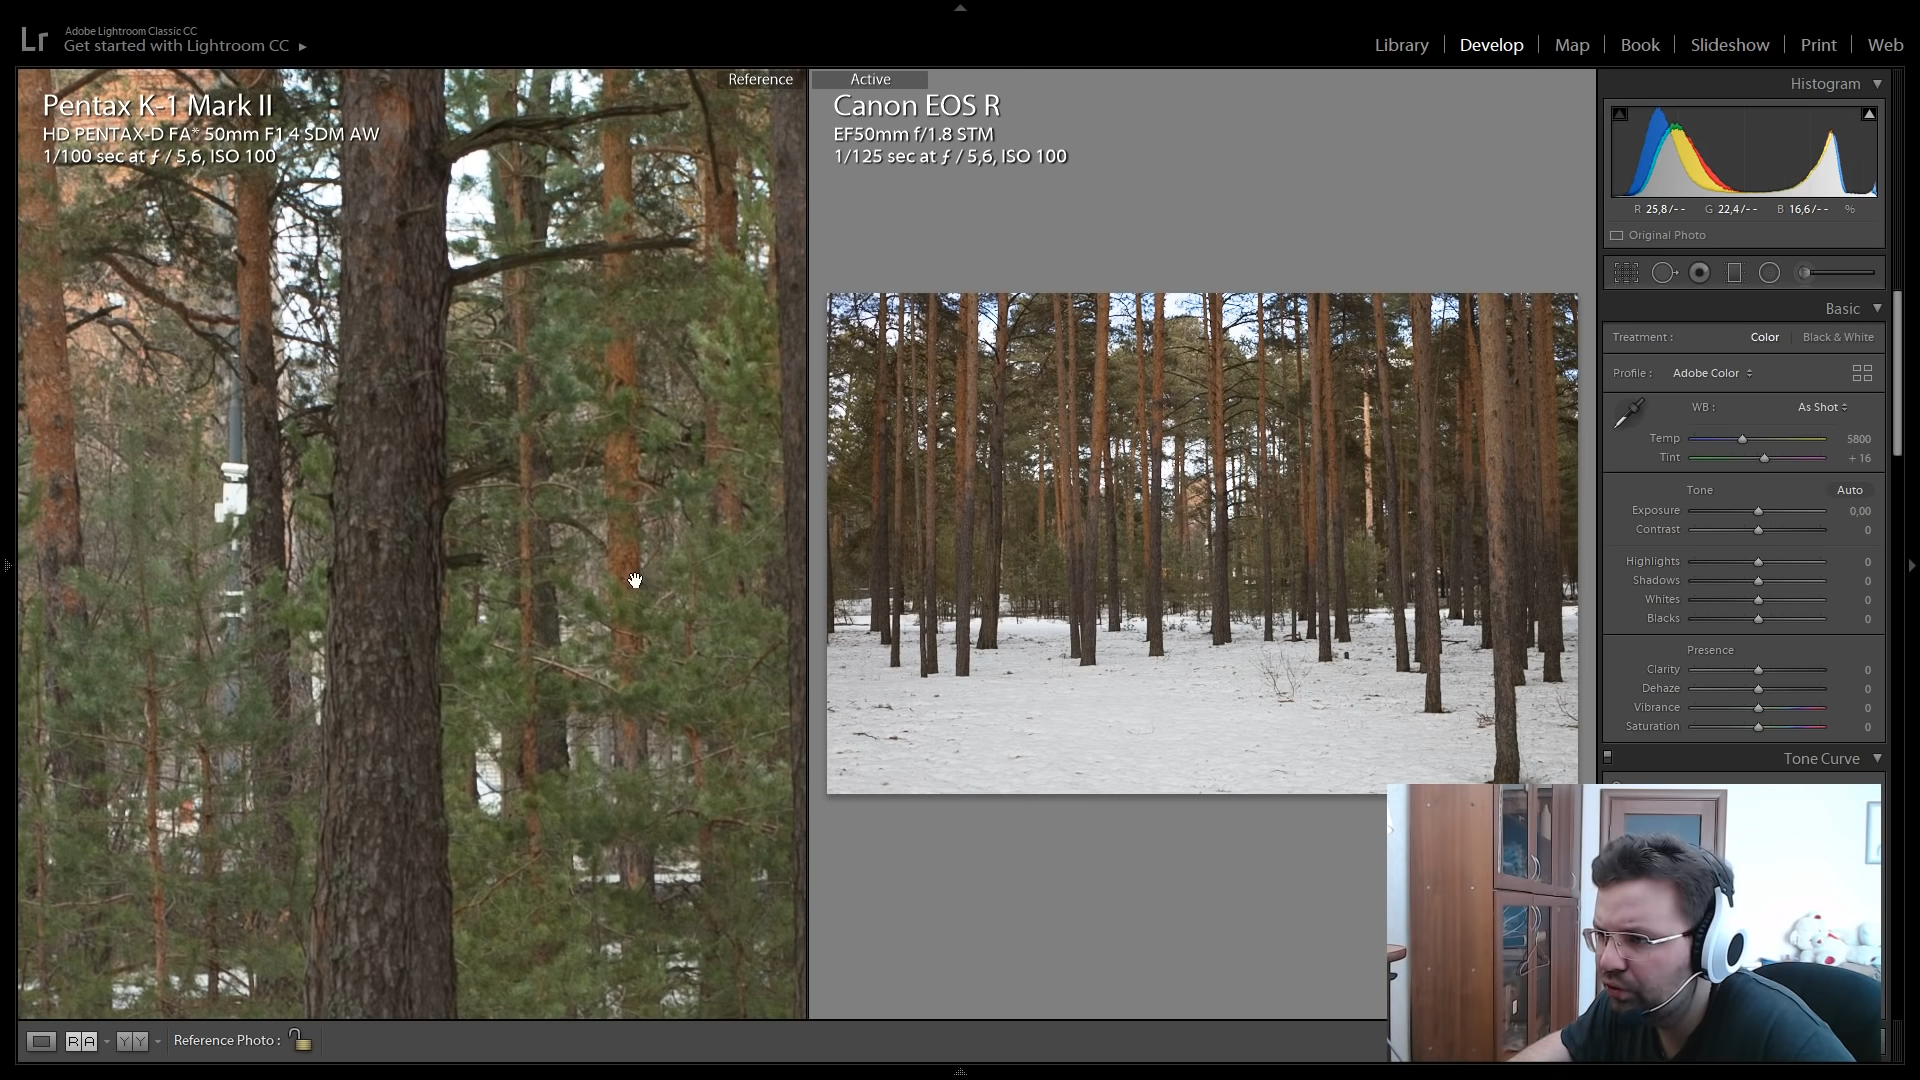 Lr
Adobe Lightroom Classic CC
Get started with Lightroom CC
Library
Develop
Map
Book
Slideshow
Print
Web
Reference
Pentax K-1 Mark II
HD PENTAX-D FA* 50mm F1.4 SDM AW
1/100 sec at ƒ / 5,6, ISO 100
Active
Canon EOS R
EF50mm f/1.8 STM
1/125 sec at ƒ / 5,6, ISO 100
Histogram
R 25,8/-- G 22,4/-- B 16,6/-- %
Original Photo
Basic
Treatment : Color Black & White
Profile : Adobe Color
WB : As Shot
Temp 5800
Tint + 16
Tone Auto
Exposure 0,00
Contrast 0
Highlights 0
Shadows 0
Whites 0
Blacks 0
Presence
Clarity 0
Dehaze 0
Vibrance 0
Saturation 0
Tone Curve
R A
Y Y
Reference Photo :